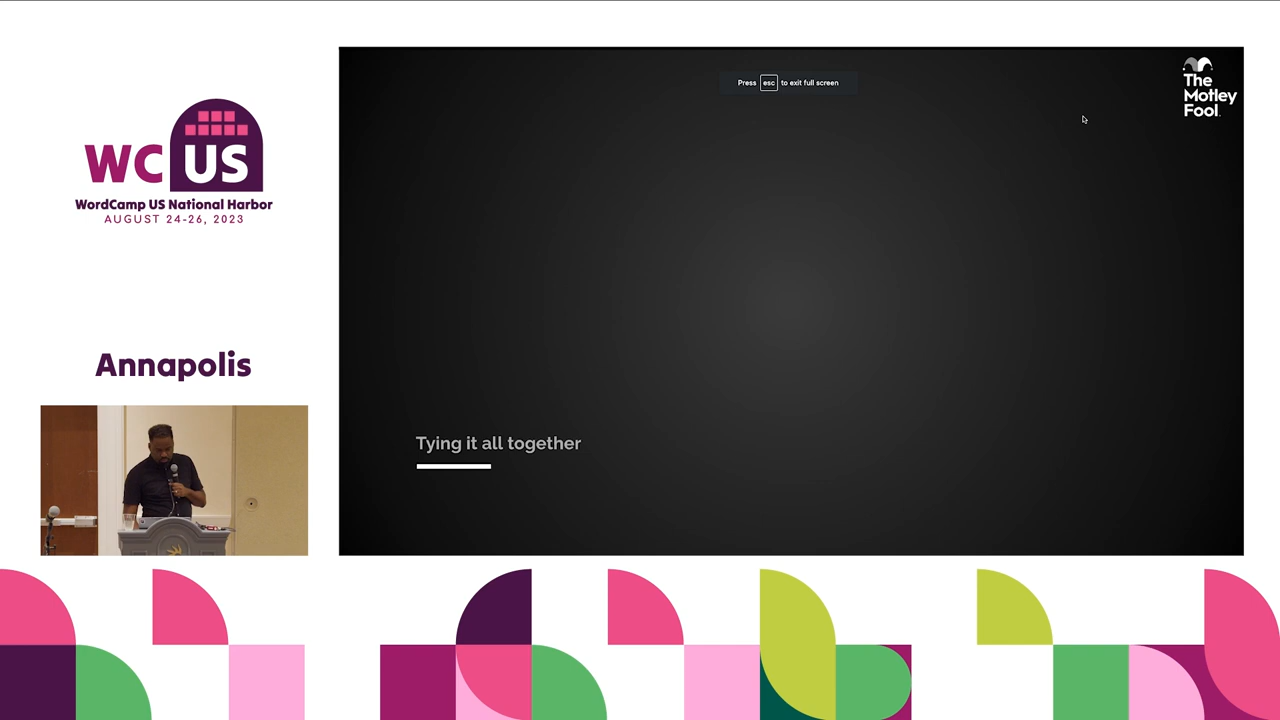 WC US
WordCamp US National Harbor
AUGUST 24-26, 2023
Annapolis
Press esc to exit full screen
The
Motley
Fool.
Tying it all together